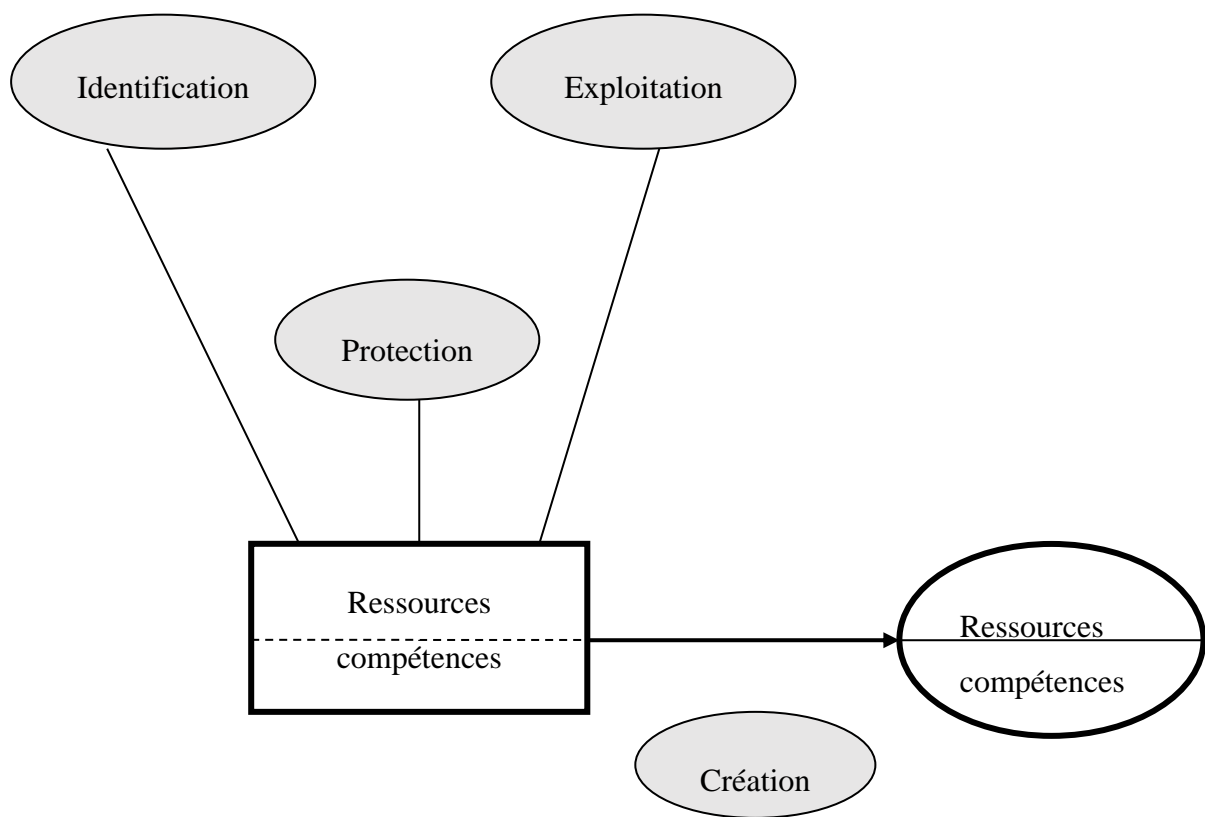 Identification
Exploitation
Protection
Ressources
compétences
Ressources
compétences
Création